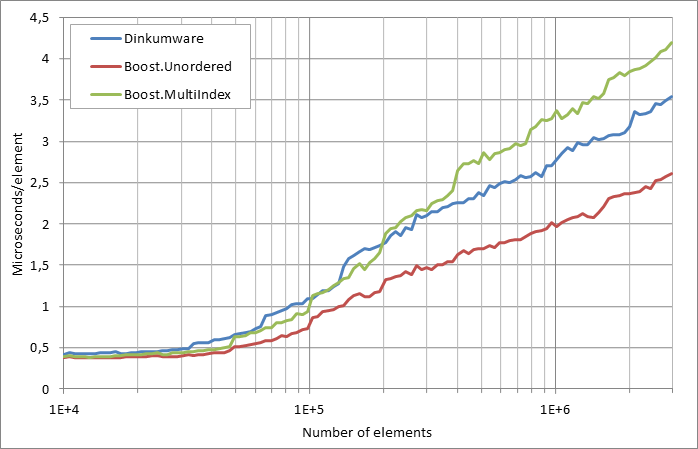 4,5
4
3,5
3
2,5
2
1,5
1
0,5
0
Microseconds/element
Dinkumware
Boost.Unordered
Boost.MultiIndex
1E+4
1E+5
1E+6
Number of elements